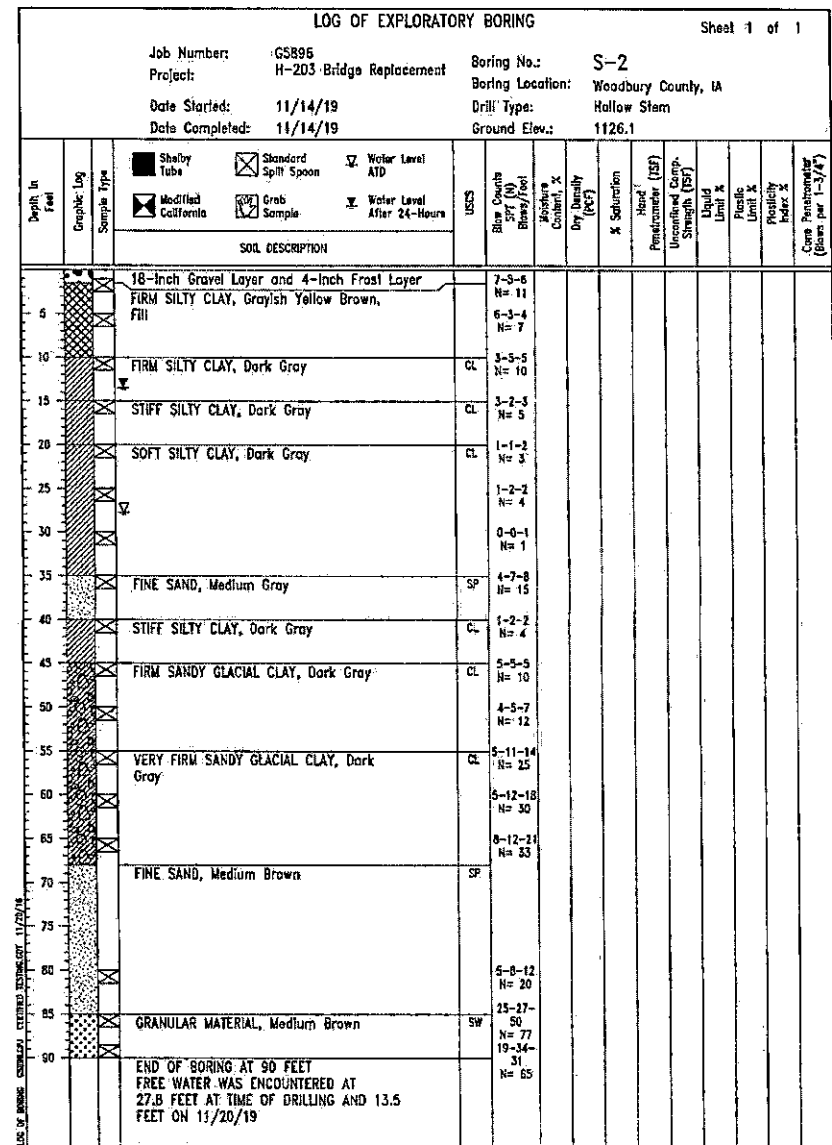 LOG OF EXPLORATORY BORING
Sheet 1 of 1
Job Number: G5896
Project: H-203 Bridge Replacement
Date Started: 11/14/19
Date Completed: 11/14/19
Boring No.: S-2
Boring Location: Woodbury County, IA
Drill Type: Hollow Stem
Ground Elev.: 1126.1
Depth In Feet
Graphic Log
Sample Type
Shelby Tube
Standard Split Spoon
Water Level ATD
Modified California
Grab Sample
Water Level After 24-Hours
SOIL DESCRIPTION
USCS
Blow Counts SPT (N) Blows/Foot
Moisture Content, %
Dry Density (PCF)
% Saturation
Hand Penetrometer (TSF)
Unconfined Comp. Strength (TSF)
Liquid Limit %
Plastic Limit %
Plasticity Index %
Cone Penetrometer (Blows per 1-3/4")
18-Inch Gravel Layer and 4-Inch Frost Layer
N= 11
FIRM SILTY CLAY, Grayish Yellow Brown,
Fill
5
6-3-4
N= 7
10
FIRM SILTY CLAY, Dark Gray
CL
3-5-5
N= 10
15
STIFF SILTY CLAY, Dark Gray
CL
3-2-3
N= 5
20
SOFT SILTY CLAY, Dark Gray
CL
1-1-2
N= 3
25
1-2-2
N= 4
30
0-0-1
N= 1
35
FINE SAND, Medium Gray
SP
4-7-8
N= 15
40
STIFF SILTY CLAY, Dark Gray
CL
1-2-2
N= 4
45
FIRM SANDY GLACIAL CLAY, Dark Gray
CL
5-5-5
N= 10
50
4-5-7
N= 12
55
VERY FIRM SANDY GLACIAL CLAY, Dark
Gray
CL
5-11-14
N= 25
60
5-12-18
N= 30
65
8-12-21
N= 33
70
FINE SAND, Medium Brown
SP
75
80
5-8-12
N= 20
85
GRANULAR MATERIAL, Medium Brown
SW
25-27-
50
N= 77
19-34-
31
N= 65
90
END OF BORING AT 90 FEET
FREE WATER WAS ENCOUNTERED AT
27.8 FEET AT TIME OF DRILLING AND 13.5
FEET ON 11/20/19
LOG OF BORING CERTIFIED TESTING.GDT